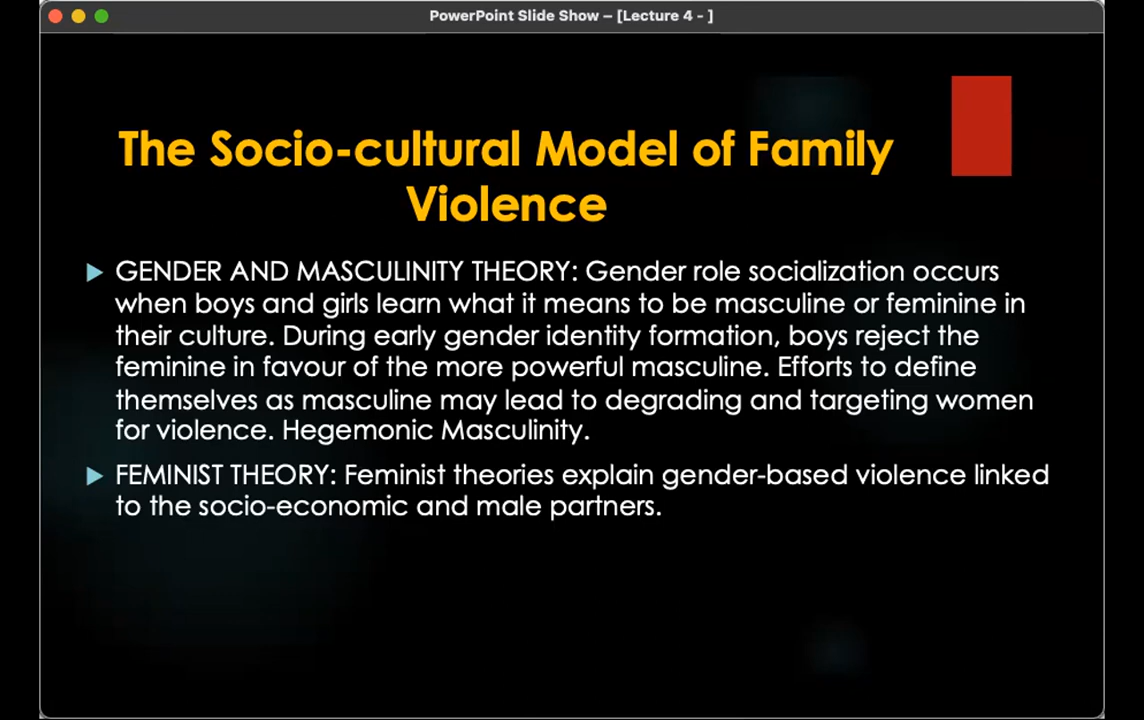 PowerPoint Slide Show – [Lecture 4 - ]
The Socio-cultural Model of Family
Violence
GENDER AND MASCULINITY THEORY: Gender role socialization occurs
when boys and girls learn what it means to be masculine or feminine in
their culture. During early gender identity formation, boys reject the
feminine in favour of the more powerful masculine. Efforts to define
themselves as masculine may lead to degrading and targeting women
for violence. Hegemonic Masculinity.
FEMINIST THEORY: Feminist theories explain gender-based violence linked
to the socio-economic and male partners.